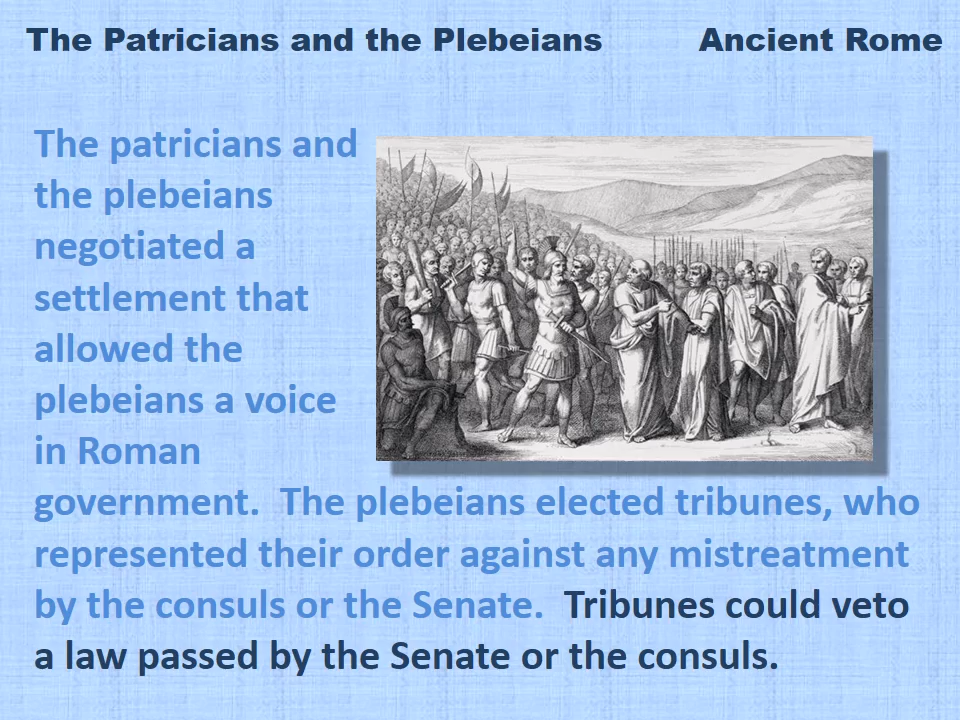 The Patricians and the Plebeians Ancient Rome
The patricians and
the plebeians
negotiated a
settlement that
allowed the
plebeians a voice
in Roman
government.  The plebeians elected tribunes, who
represented their order against any mistreatment
by the consuls or the Senate.  Tribunes could veto
a law passed by the Senate or the consuls.